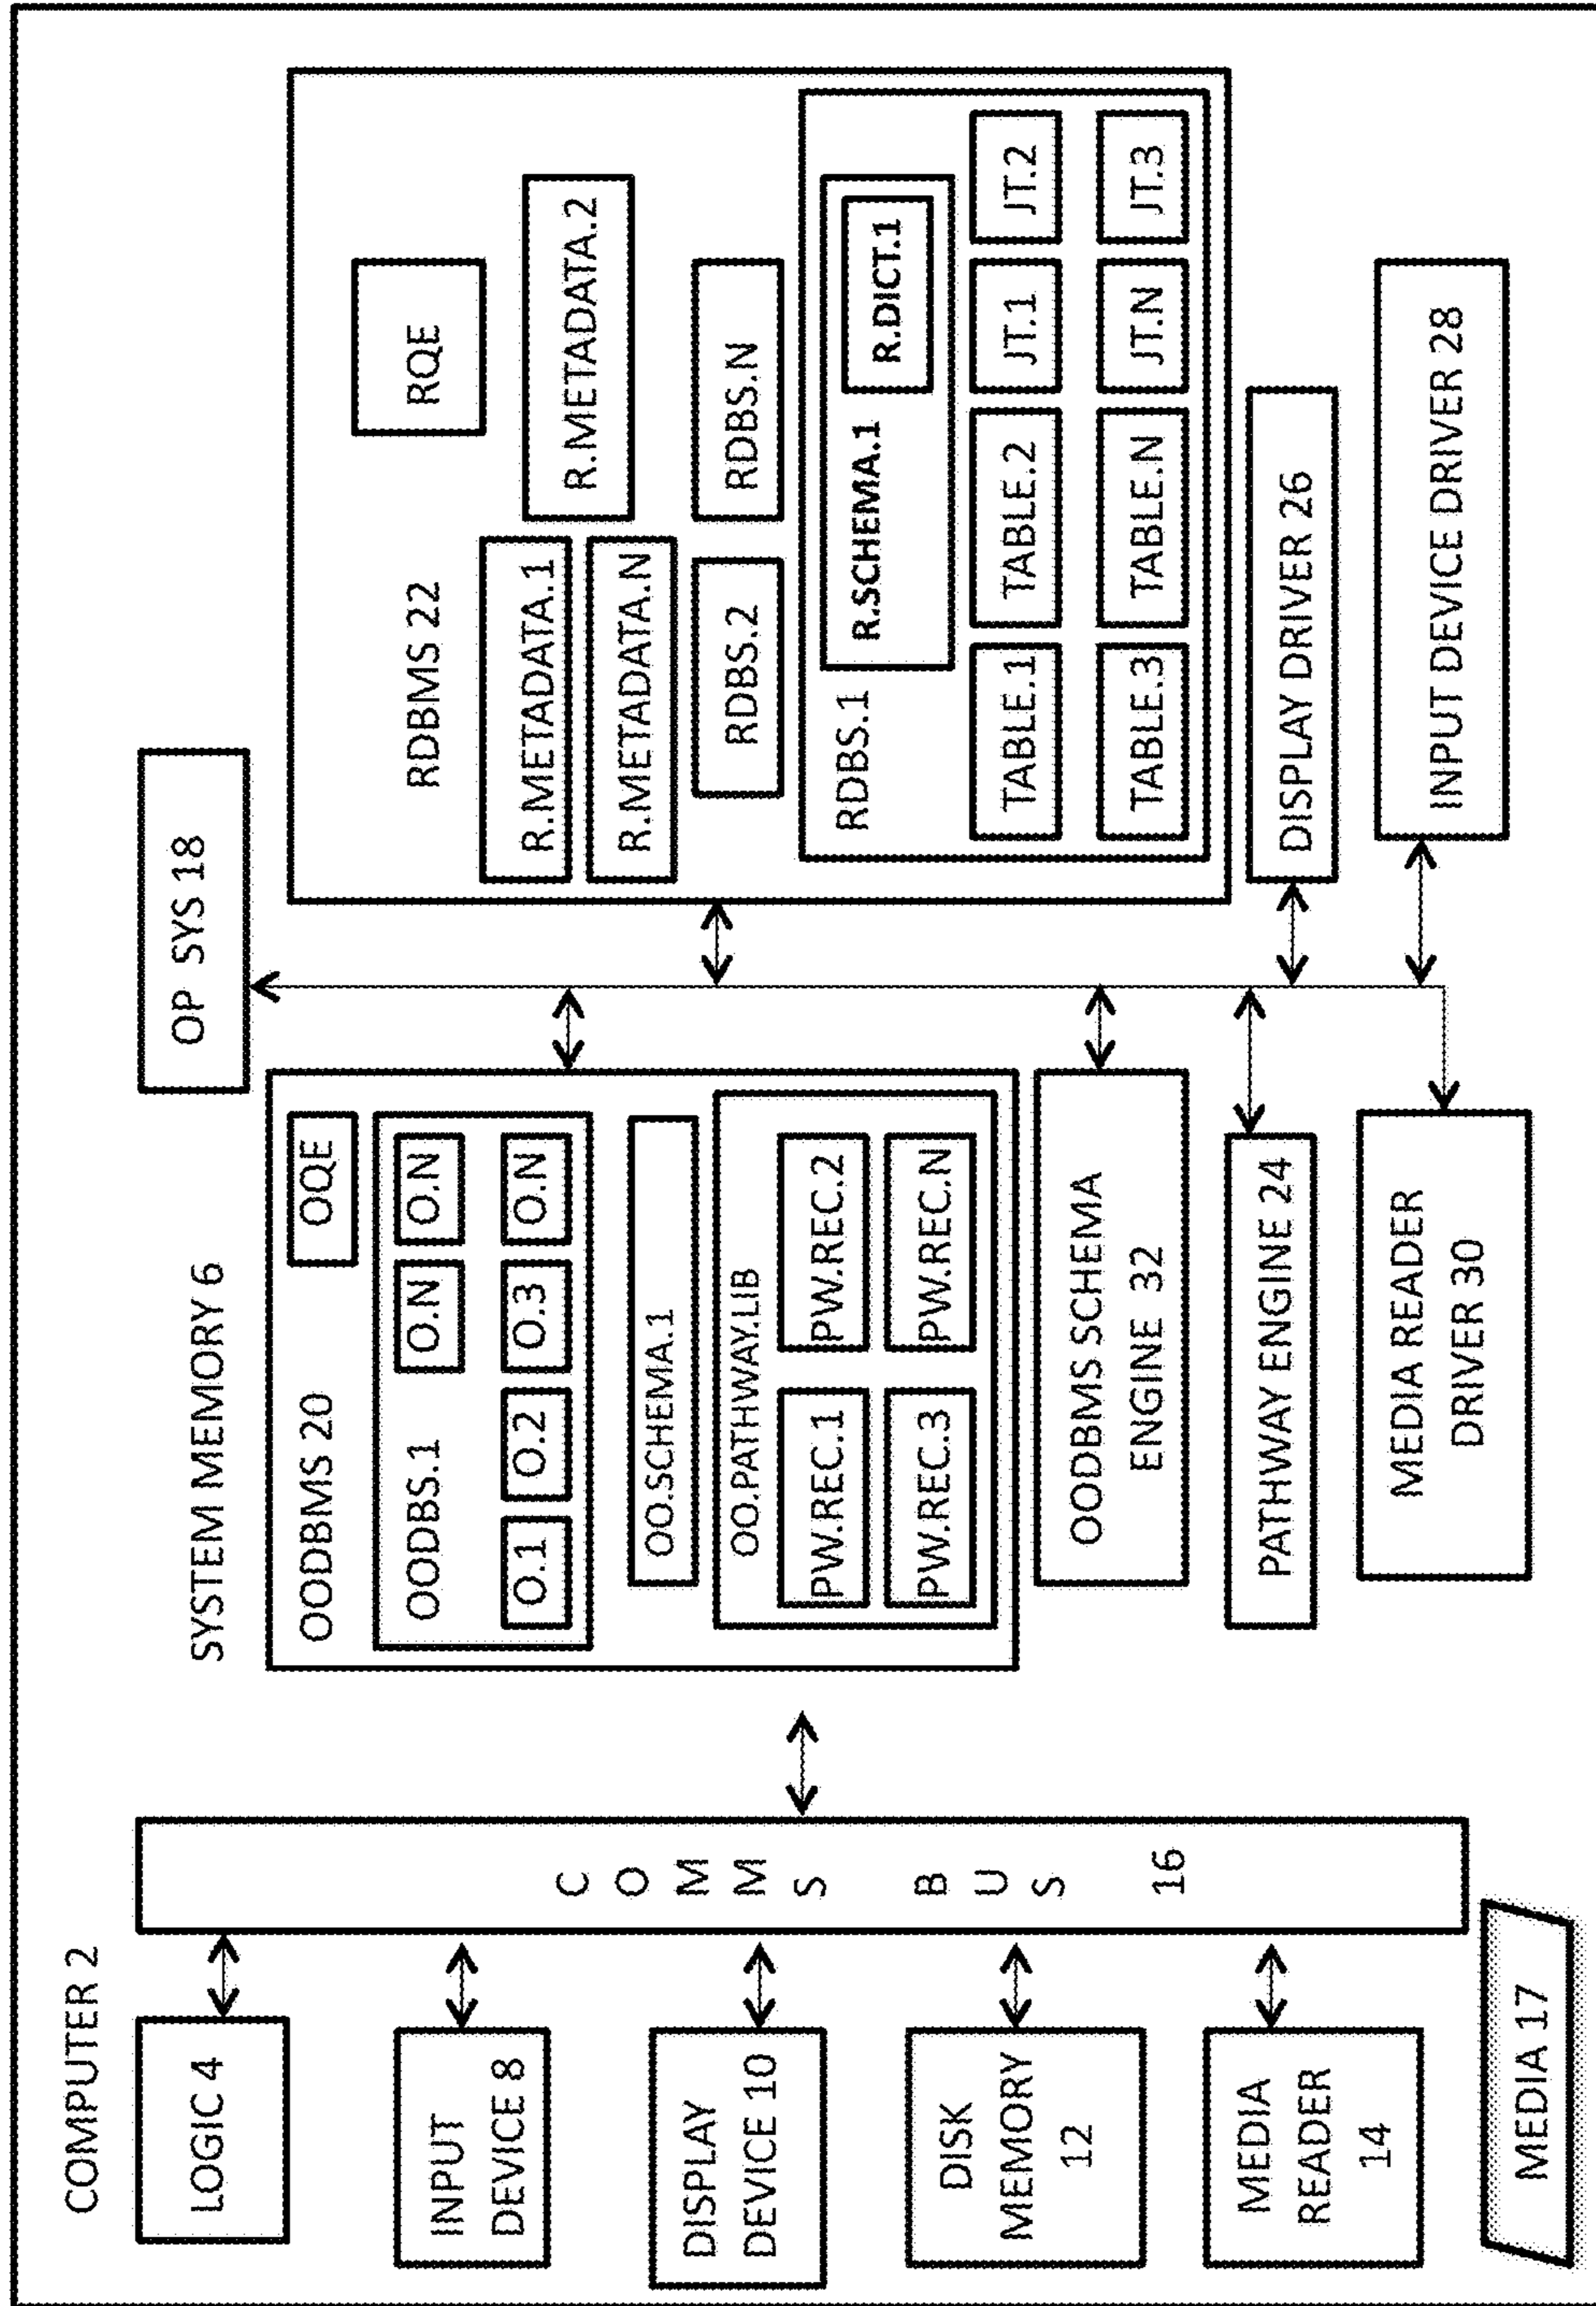 COMPUTER 2
LOGIC 4
INPUT
DEVICE 8
DISPLAY
DEVICE 10
DISK
MEMORY
12
MEDIA
READER
14
MEDIA 17
C O M M S B U S 16
SYSTEM MEMORY 6
OODBMS 20
OQE
OODBS.1
O.N
O.N
O.1
O.2
O.3
O.N
OO.SCHEMA.1
OO.PATHWAY.LIB
PW.REC.1
PW.REC.2
PW.REC.3
PW.REC.N
OODBMS SCHEMA
ENGINE 32
PATHWAY ENGINE 24
MEDIA READER
DRIVER 30
OP SYS 18
RDBMS 22
RQE
R.METADATA.1
R.METADATA.2
R.METADATA.N
RDBS.2
RDBS.N
RDBS.1
R.SCHEMA.1
R.DICT.1
TABLE.1
TABLE.2
JT.1
JT.2
TABLE.3
TABLE.N
JT.N
JT.3
DISPLAY DRIVER 26
INPUT DEVICE DRIVER 28